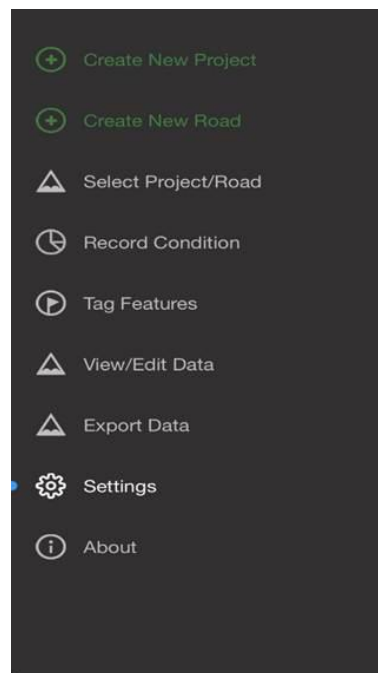 Create New Project
Create New Road
Select Project/Road
Record Condition
Tag Features
View/Edit Data
Export Data
Settings
About